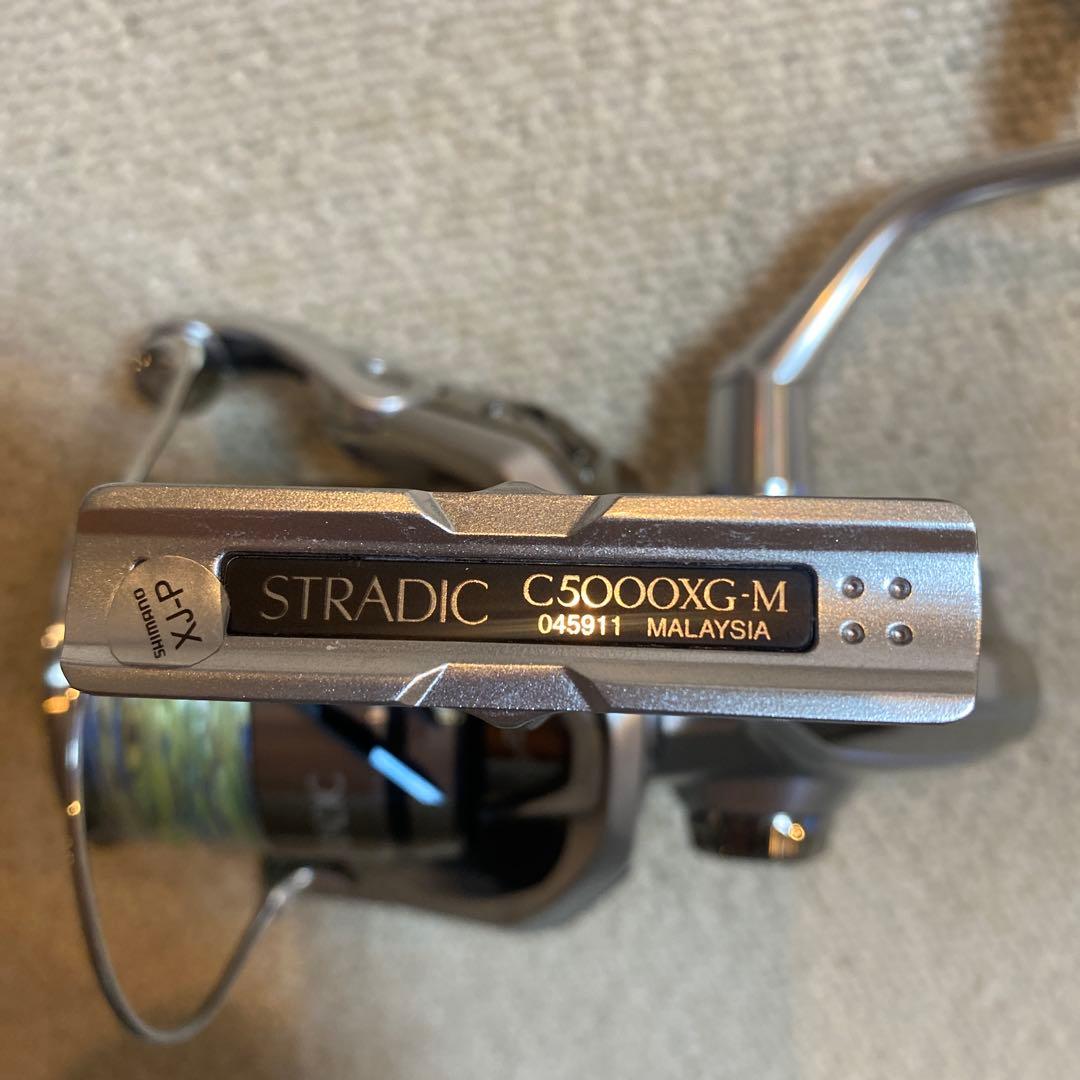 SHIMANO
XJ-P
STRADIC C5000XG-M
045911 MALAYSIA